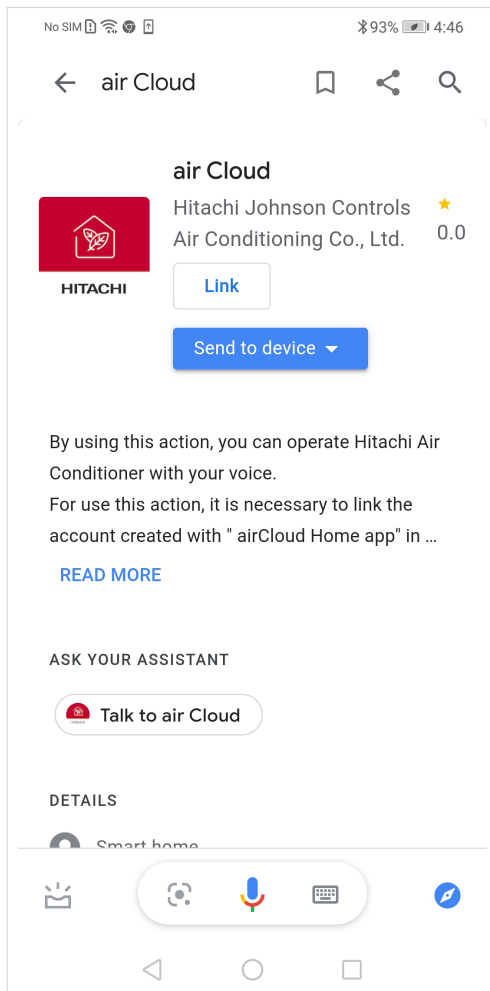 No SIM 93% 4:46
air Cloud
air Cloud
Hitachi Johnson Controls
Air Conditioning Co., Ltd.
0.0
HITACHI
Link
Send to device
By using this action, you can operate Hitachi Air
Conditioner with your voice.
For use this action, it is necessary to link the
account created with " airCloud Home app" in ...
READ MORE
ASK YOUR ASSISTANT
Talk to air Cloud
DETAILS
Smart home